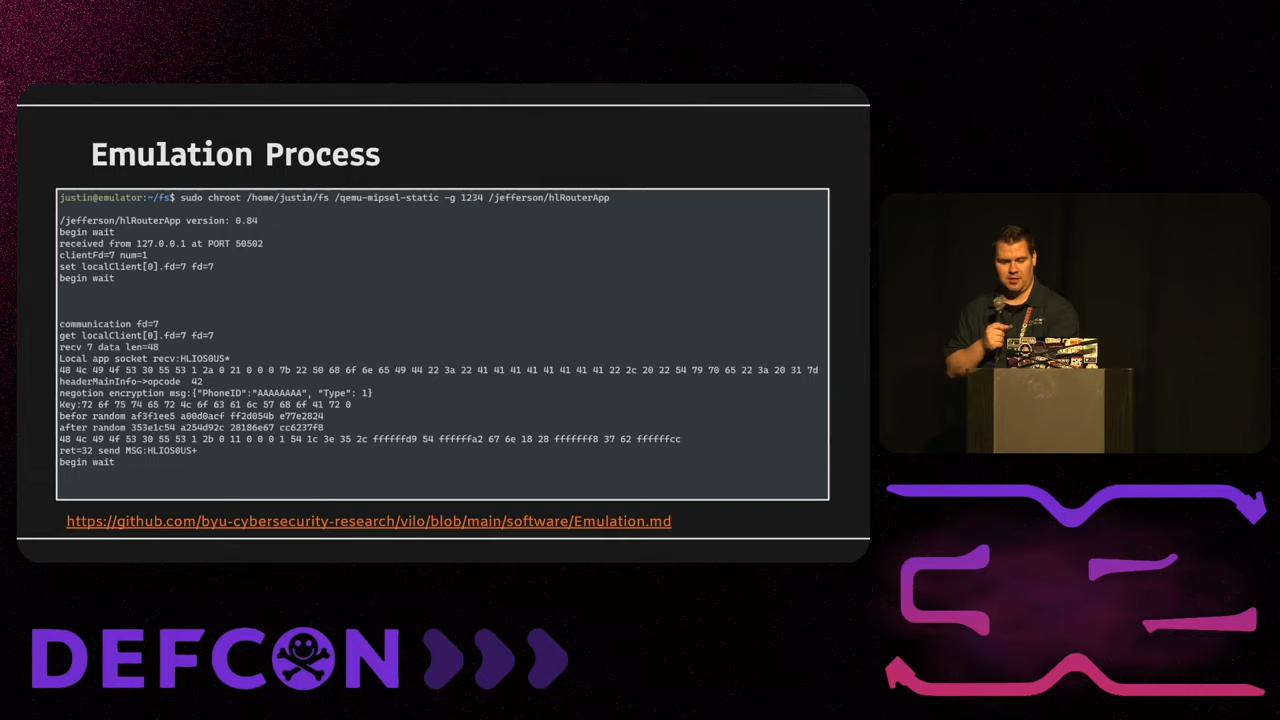 Emulation Process
justin@emulator:~/fs$ sudo chroot /home/justin/fs /qemu-mipsel-static -g 1234 /jefferson/hlRouterApp
/jefferson/hlRouterApp version: 0.84
begin wait
received from 127.0.0.1 at PORT 50502
clientFd=7 num=1
set localClient[0].fd=7 fd=7
begin wait
communication fd=7
get localClient[0].fd=7 fd=7
recv 7 data len=48
Local app socket recv:HLIOS0US*
48 4c 49 4f 53 30 55 53 1 2a 0 21 0 0 0 7b 22 50 68 6f 6e 65 49 44 22 3a 22 41 41 41 41 41 41 41 41 22 2c 20 22 54 79 70 65 22 3a 20 31 7d
headerMainInfo->opcode  42
negotion encryption msg:{"PhoneID":"AAAAAAAA", "Type": 1}
Key:72 6f 75 74 65 72 4c 6f 63 61 6c 57 68 6f 41 72 0
befor random af3f1ee5 a00d0acf ff2d054b e77e2824
after random 353e1c54 a254d92c 28186e67 cc6237f8
48 4c 49 4f 53 30 55 53 1 2b 0 11 0 0 0 1 54 1c 3e 35 2c ffffffd9 54 ffffffa2 67 6e 18 28 fffffff8 37 62 ffffffcc
ret=32 send MSG:HLIOS0US+
begin wait
https://github.com/byu-cybersecurity-research/vilo/blob/main/software/Emulation.md
DEFCON